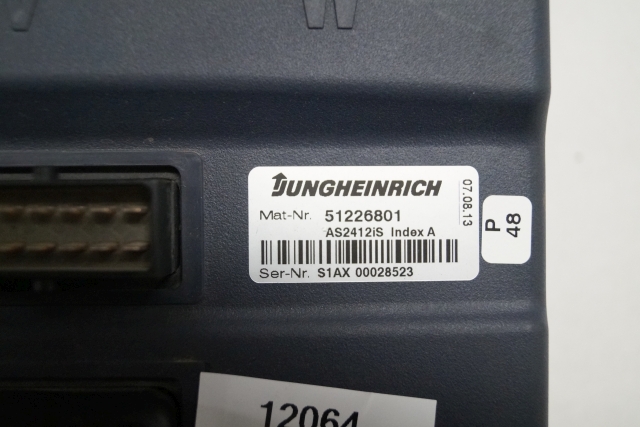 W
JUNGHEINRICH
07.08.13
Mat-Nr. 51226801
AS2412iS Index A
Ser-Nr. S1AX 00028523
P
48
12064